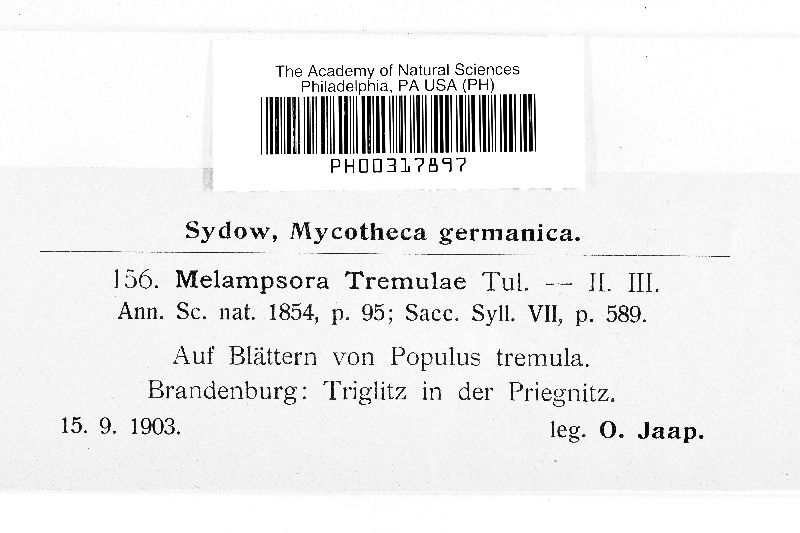 The Academy of Natural Sciences
Philadelphia, PA USA (PH)
PH00317897
Sydow, Mycotheca germanica.
156. Melampsora Tremulae Tul. -- II. III.
Ann. Sc. nat. 1854, p. 95; Sacc. Syll. VII, p. 589.
Auf Blättern von Populus tremula.
Brandenburg: Triglitz in der Priegnitz.
15. 9. 1903. leg. O. Jaap.